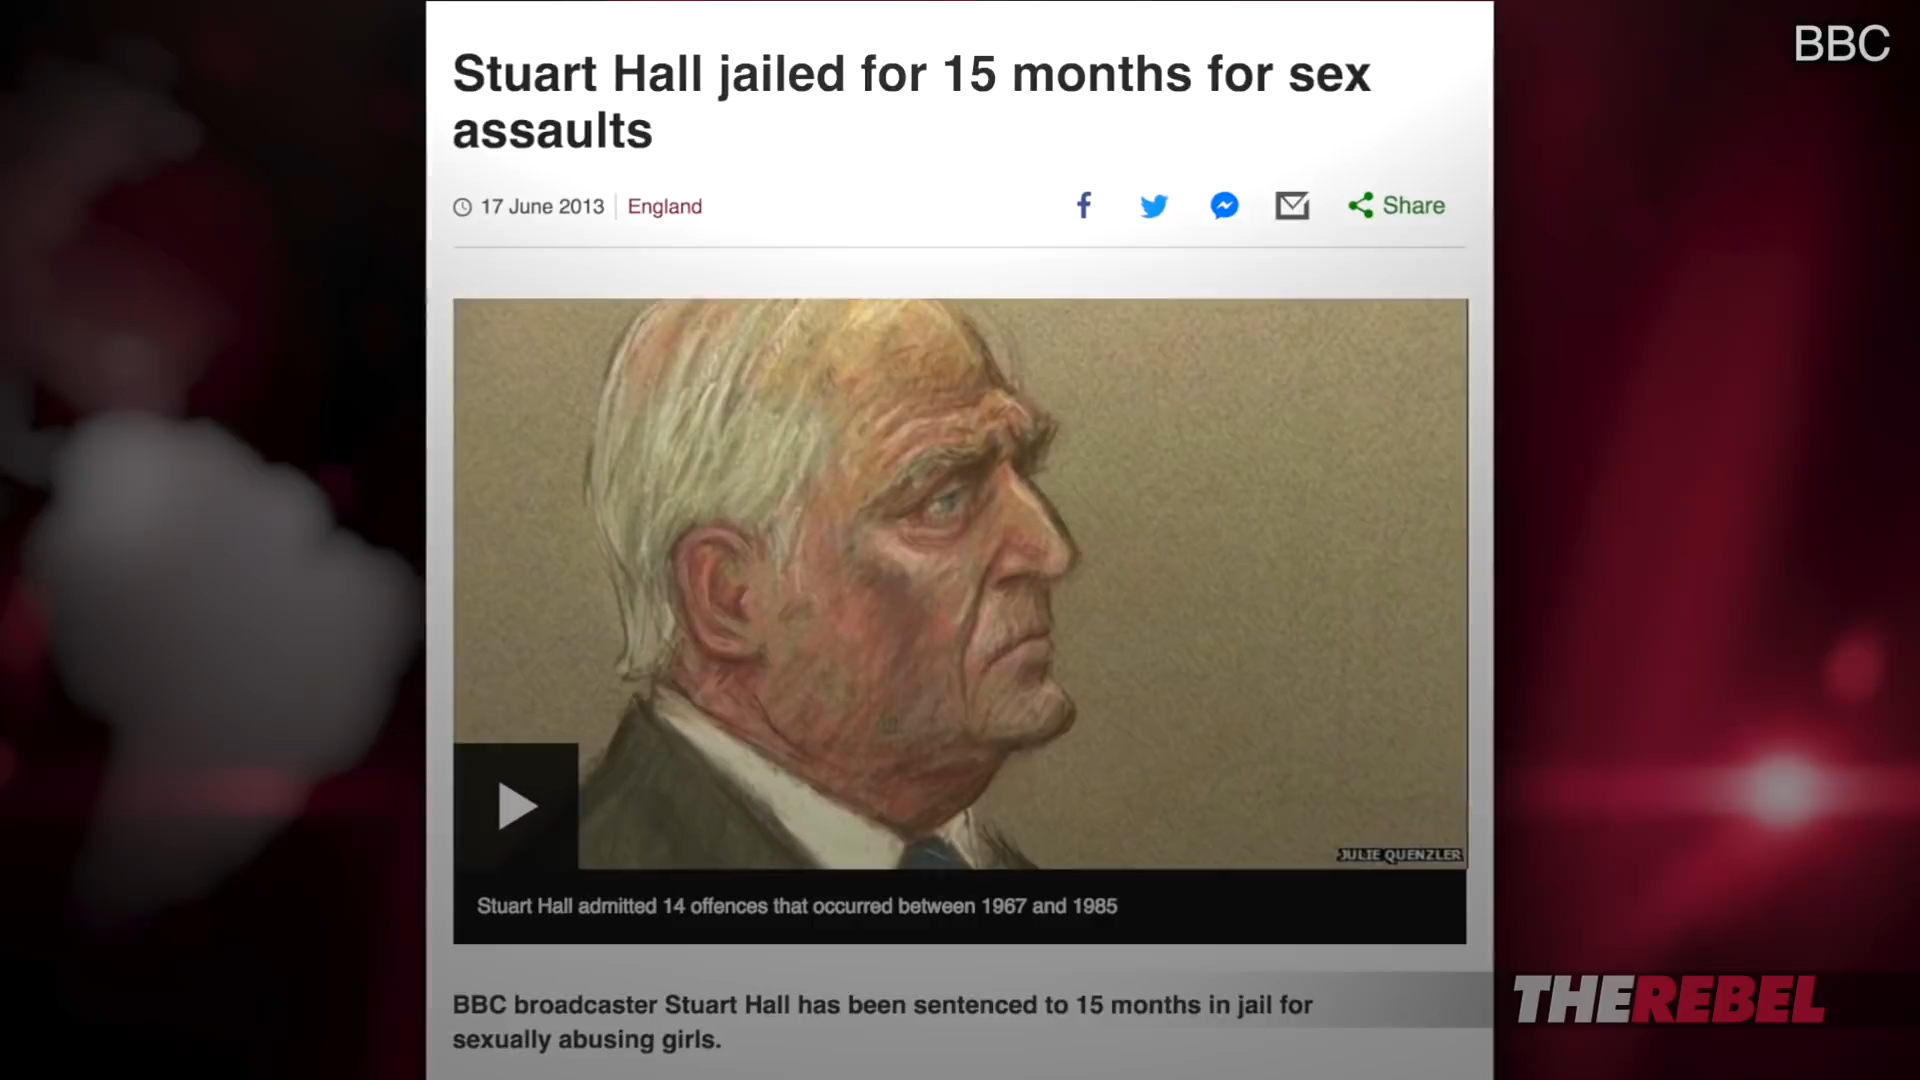 BBC
Stuart Hall jailed for 15 months for sex
assaults
17 June 2013 England
Share
JULIE QUENZLER
Stuart Hall admitted 14 offences that occurred between 1967 and 1985
BBC broadcaster Stuart Hall has been sentenced to 15 months in jail for
sexually abusing girls.
THEREBEL